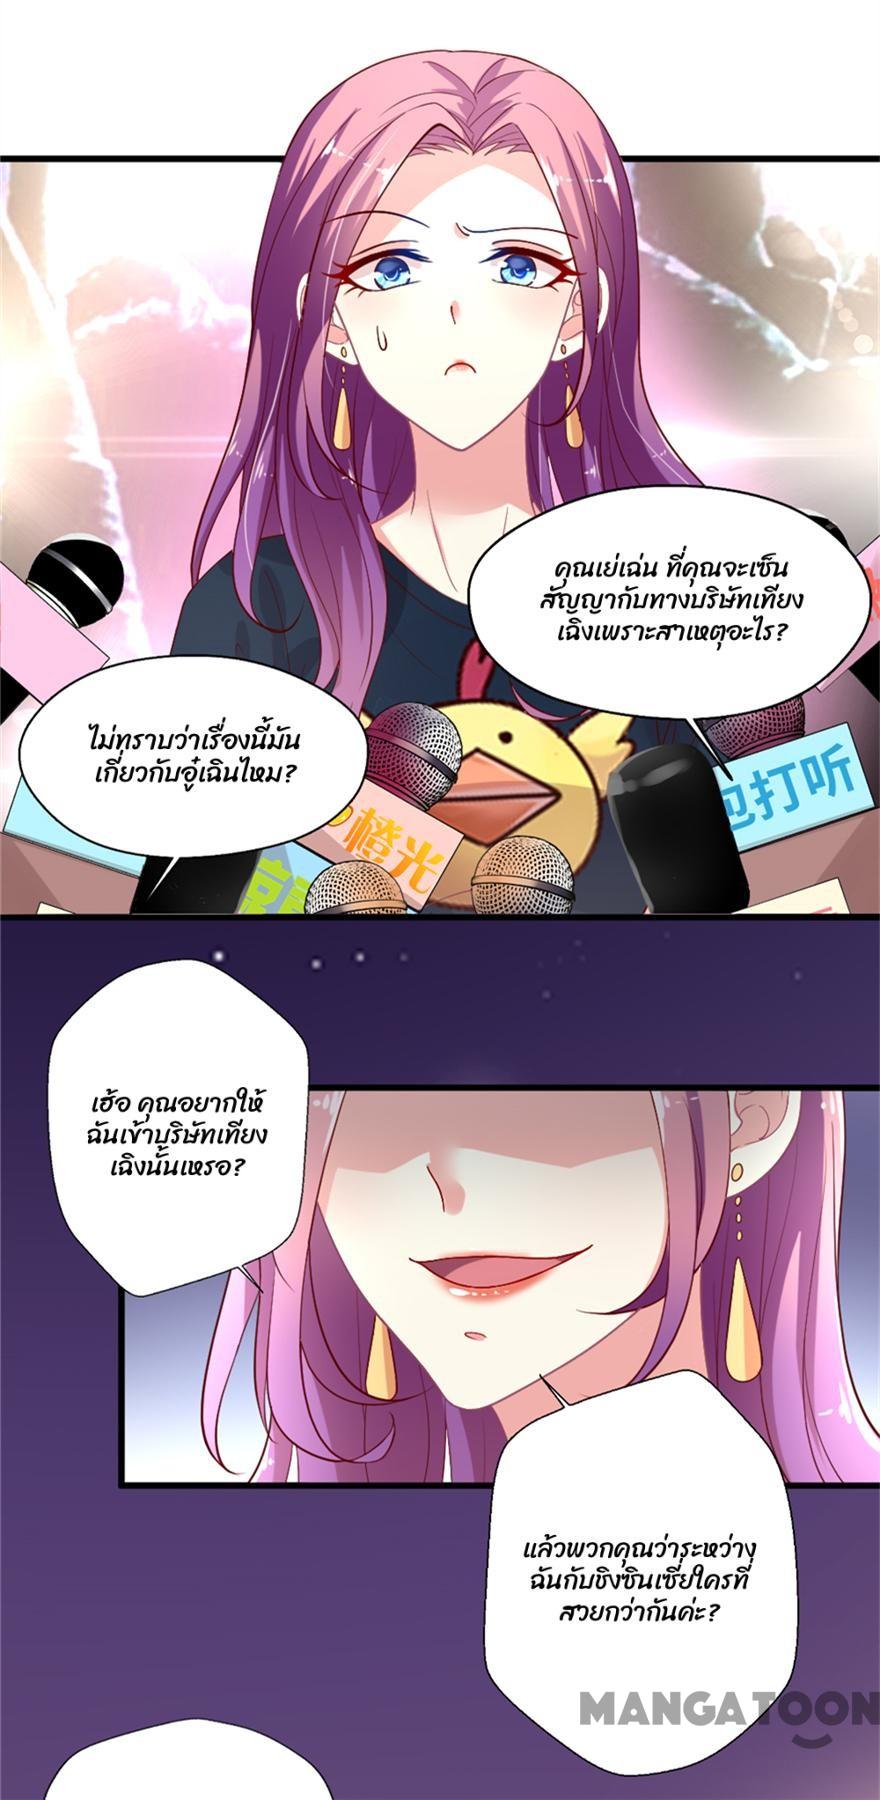 คุณเย่เฉ่น ที่คุณจะเซ็น
สัญญากับทางบริษัทเทียง
เฉิงเพราะสาเหตุอะไร?
ไม่ทราบว่าเรื่องนี้มัน
เกี่ยวกับอู๋เฉินไหม?
包打听
橙光
เฮ้อ คุณอยากให้
ฉันเข้าบริษัทเทียง
เฉิงนั้นเหรอ?
แล้วพวกคุณว่าระหว่าง
ฉันกับชิงซินเซี่ยใครที่
สวยกว่ากันค่ะ?
MANGATOON